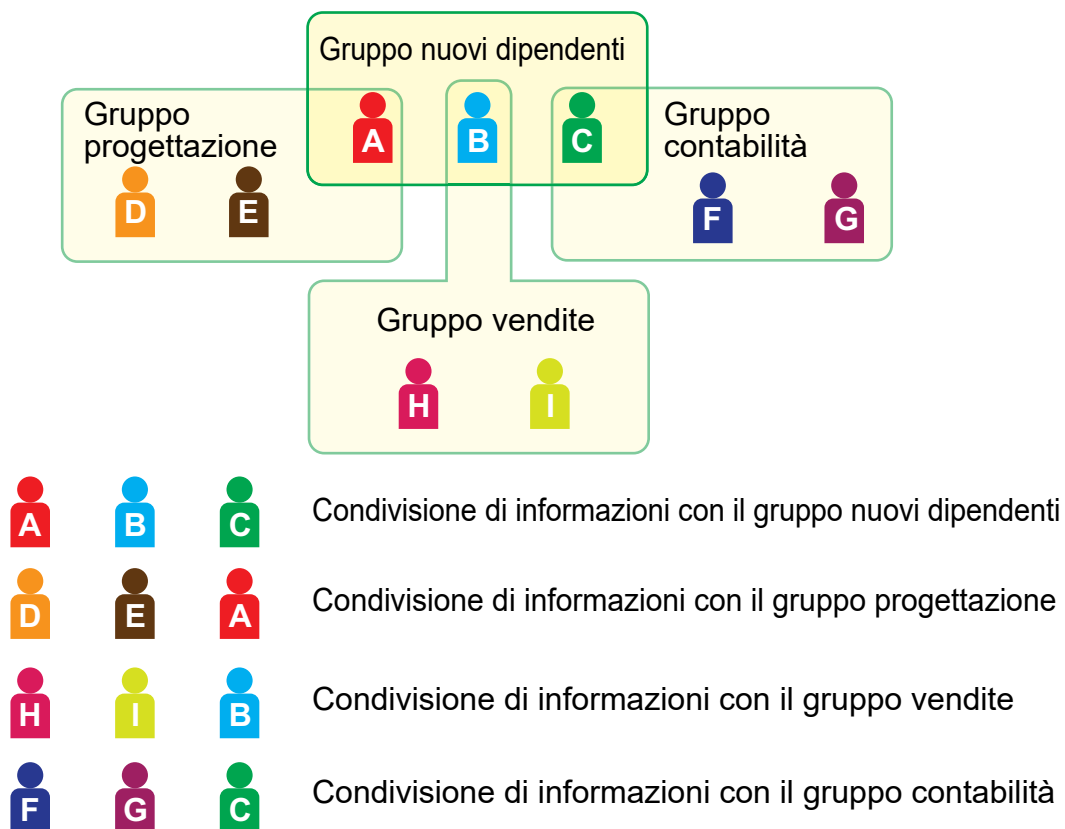 Gruppo nuovi dipendenti
Gruppo
progettazione
A
B
C
Gruppo
contabilità
D
E
F
G
Gruppo vendite
H
I
A B C Condivisione di informazioni con il gruppo nuovi dipendenti
D E A Condivisione di informazioni con il gruppo progettazione
H I B Condivisione di informazioni con il gruppo vendite
F G C Condivisione di informazioni con il gruppo contabilità